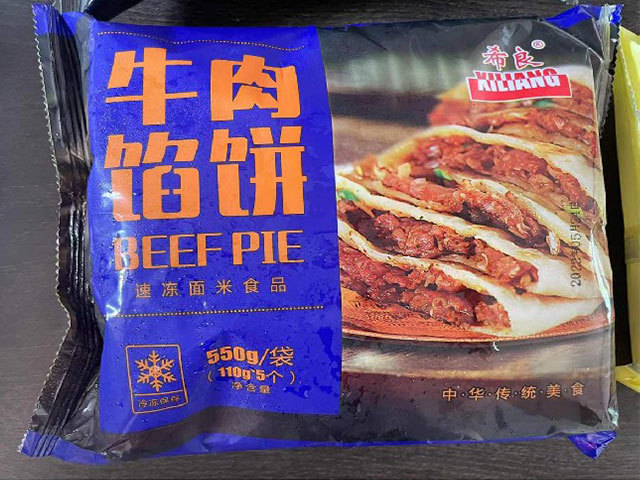 牛肉
馅饼
BEEF PIE
速冻面米食品
冷冻保存
550g/袋
(110g*5个)
净含量
希良®
XILIANG
中·华·传·统·美·食